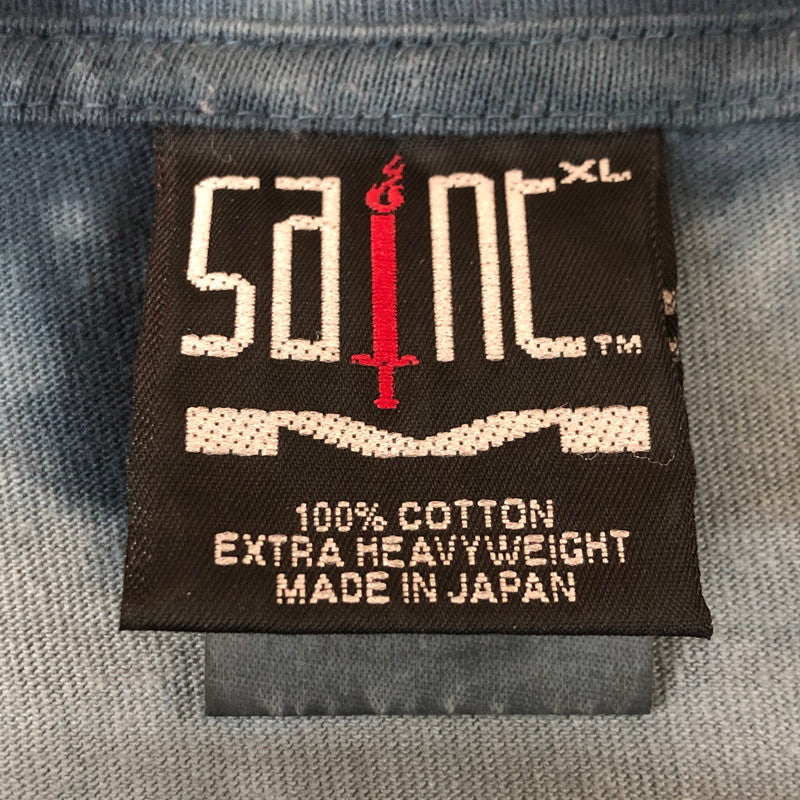 SAINT XL
TM
M
100% COTTON
EXTRA HEAVYWEIGHT
MADE IN JAPAN